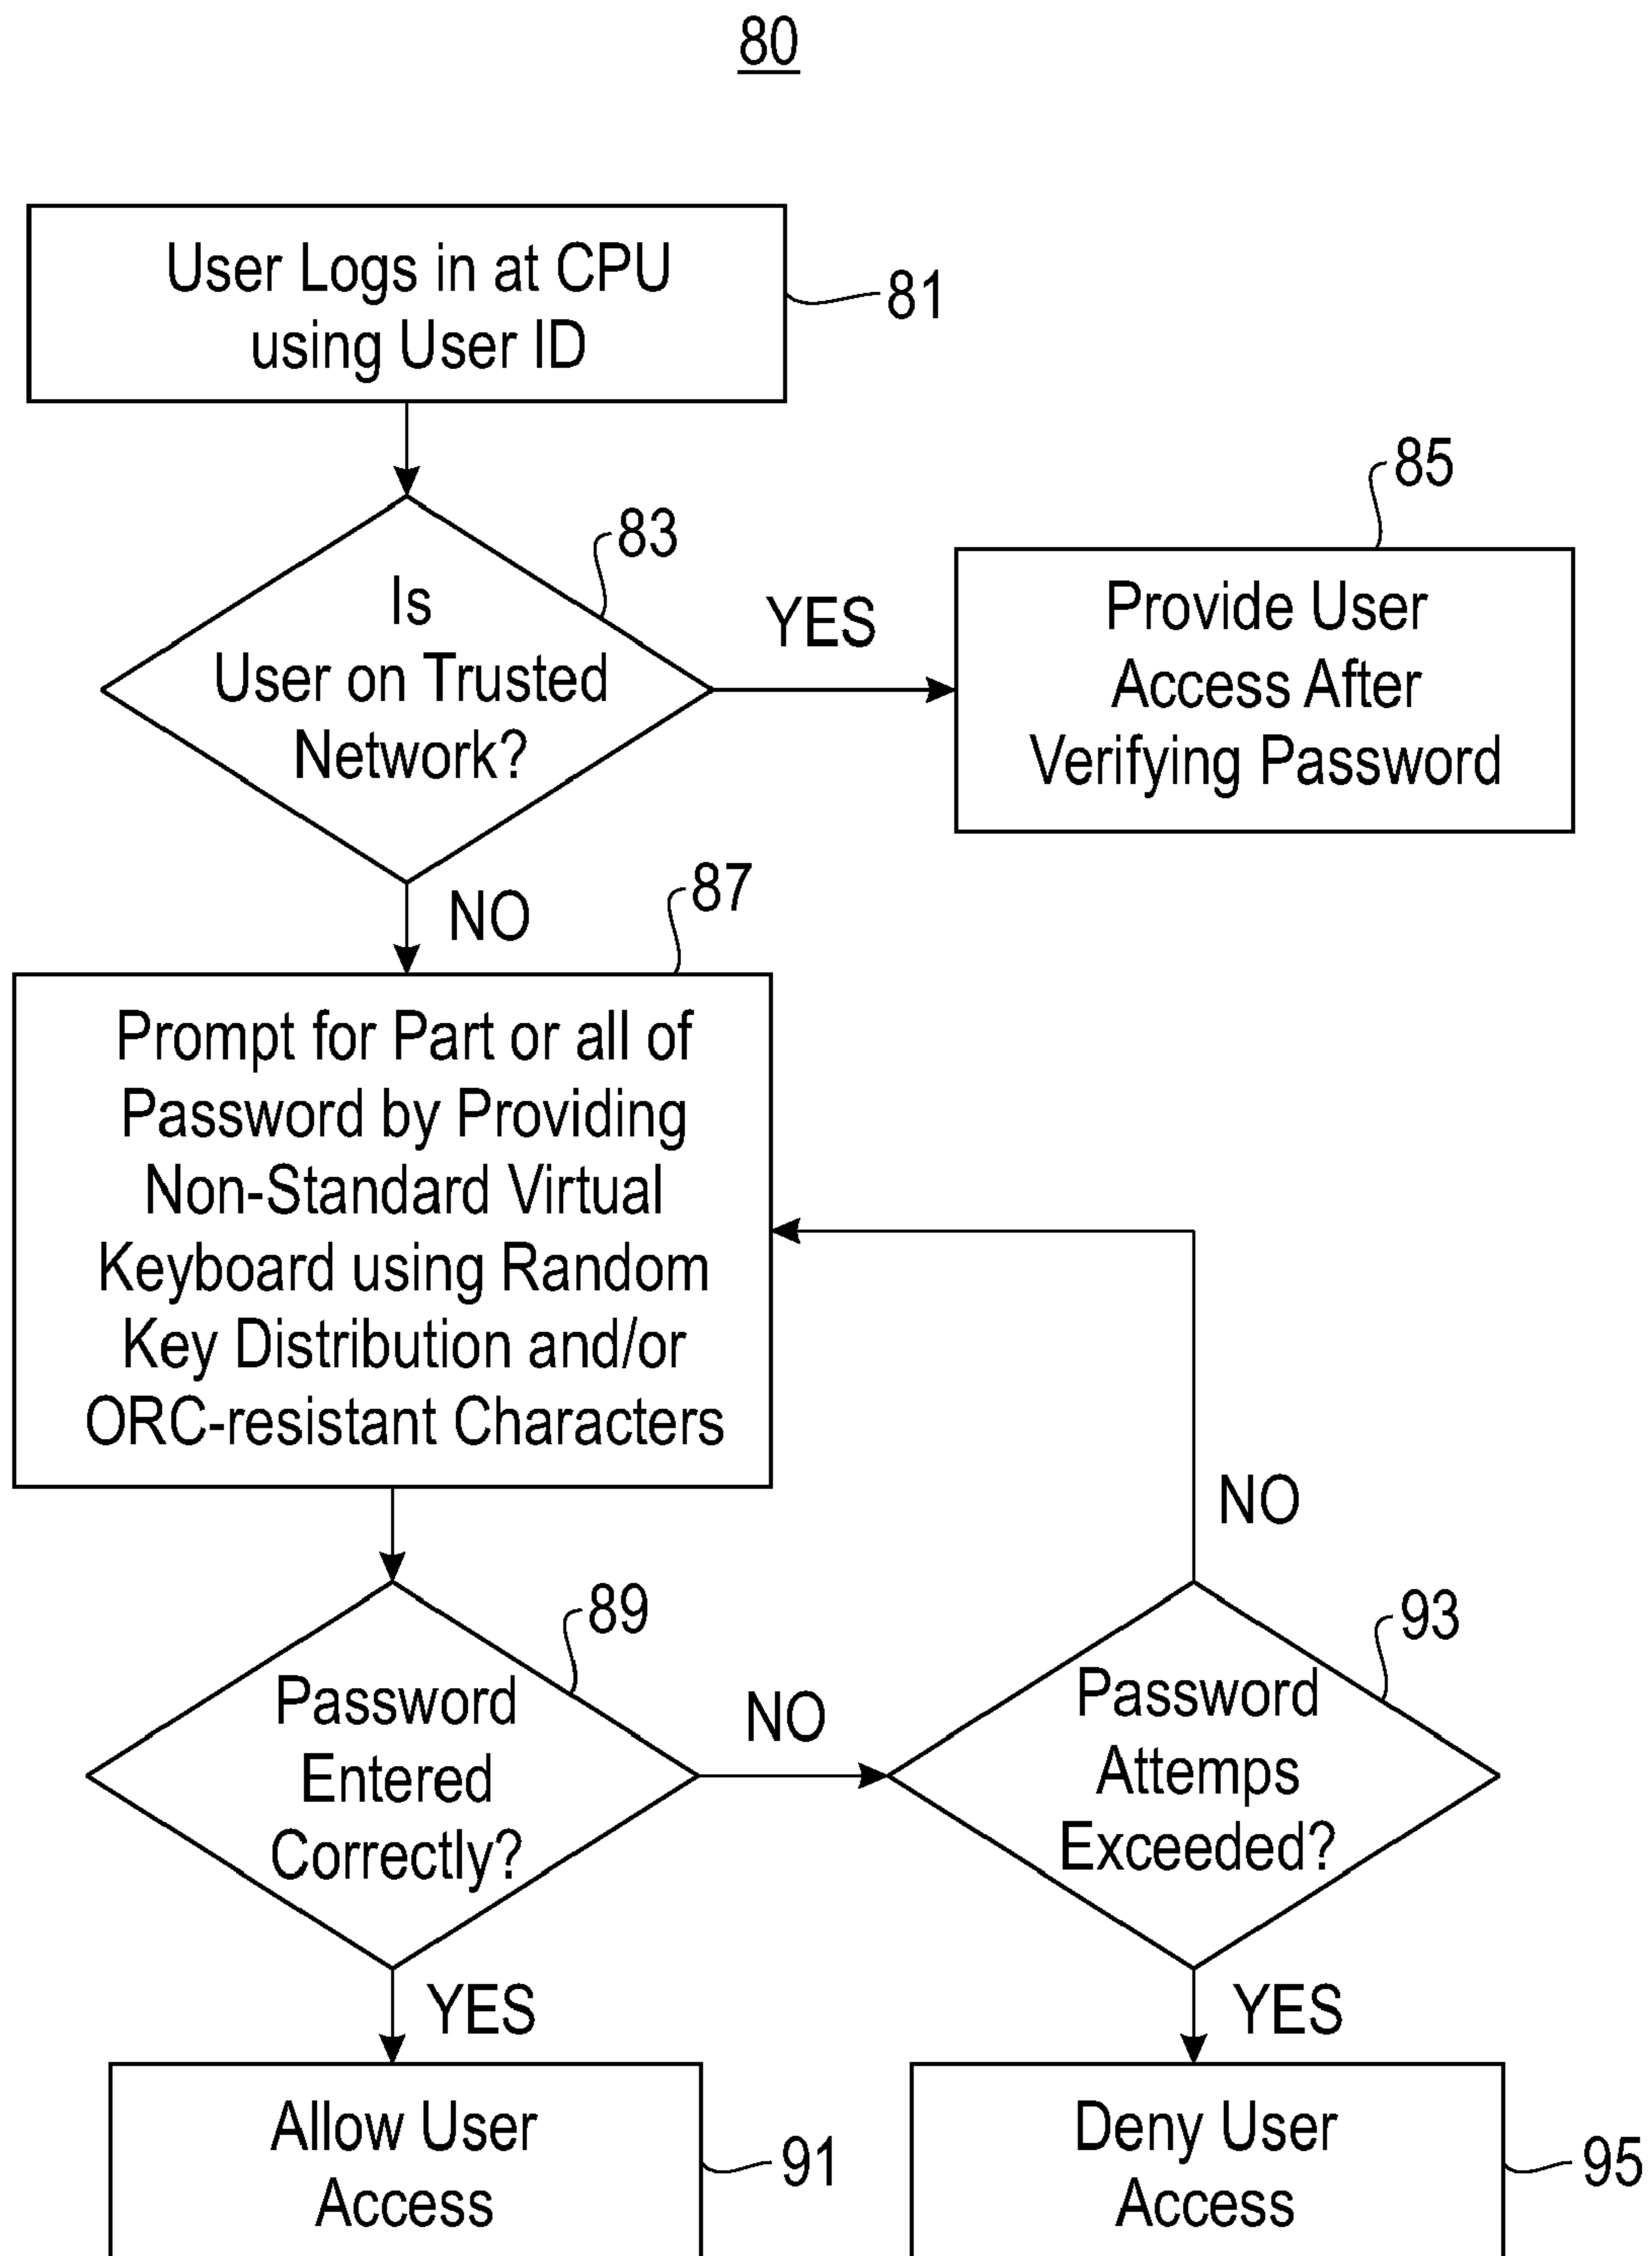 80
User Logs in at CPU
using User ID
81
Is
User on Trusted
Network?
83
YES
Provide User
Access After
Verifying Password
85
NO
Prompt for Part or all of
Password by Providing
Non-Standard Virtual
Keyboard using Random
Key Distribution and/or
ORC-resistant Characters
87
Password
Entered
Correctly?
89
NO
Password
Attemps
Exceeded?
93
NO
YES
Allow User
Access
91
YES
Deny User
Access
95